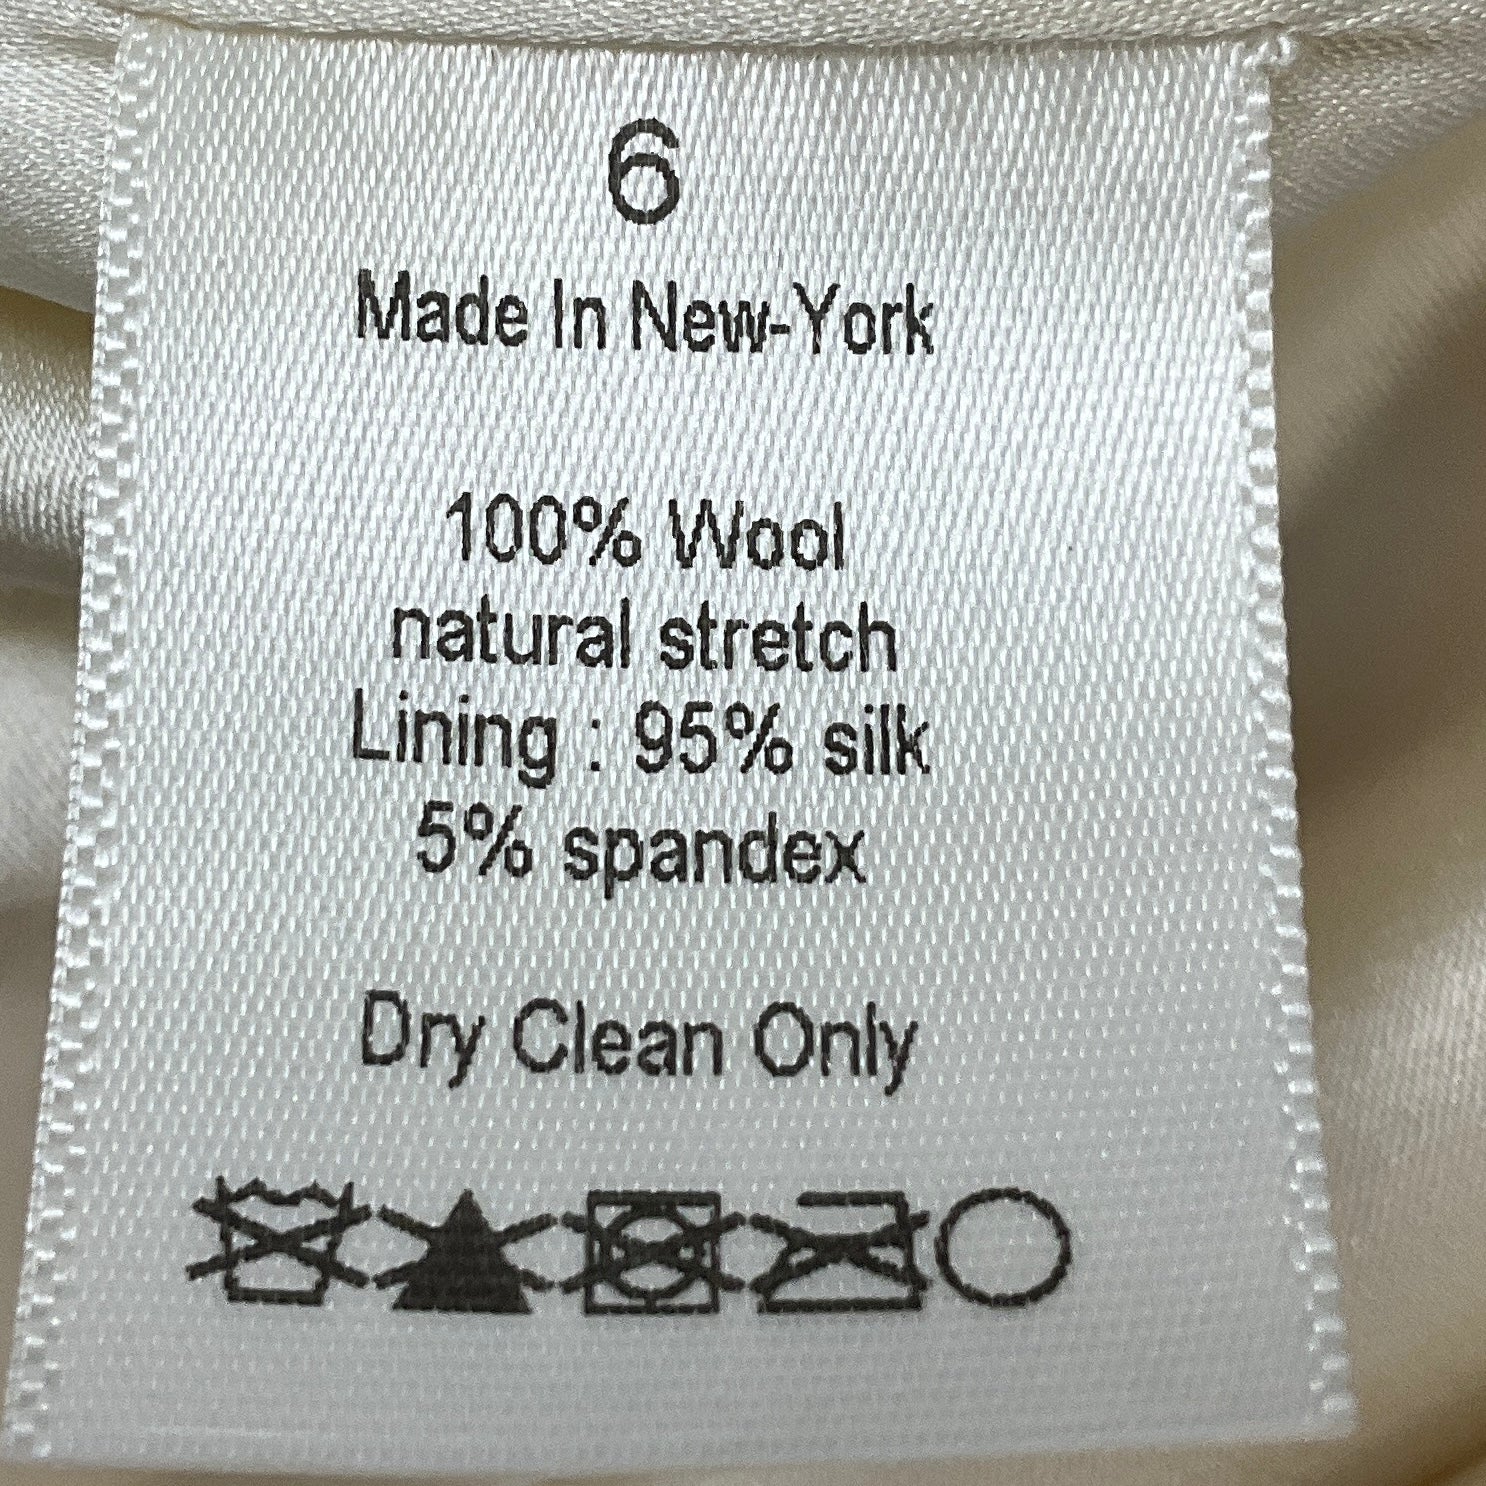 6
Made In New-York
100% Wool
natural stretch
Lining : 95% silk
5% spandex
Dry Clean Only